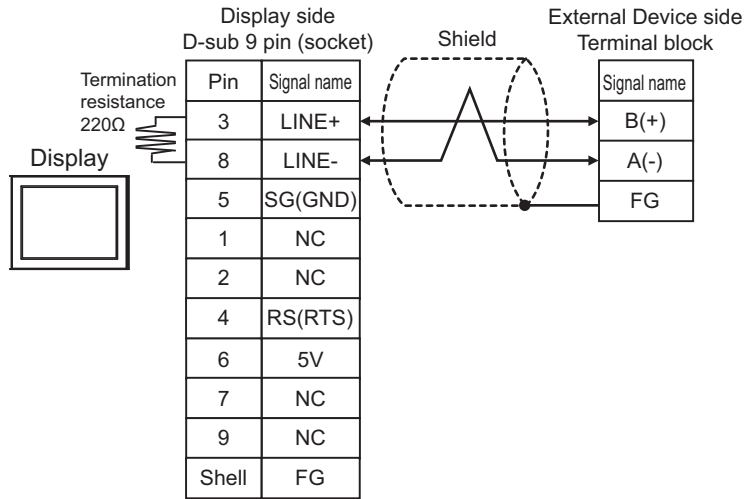 Display side
D-sub 9 pin (socket)
Shield
External Device side
Terminal block
Termination
resistance
220Ω
Display
Pin Signal name
3 LINE+
8 LINE-
5 SG(GND)
1 NC
2 NC
4 RS(RTS)
6 5V
7 NC
9 NC
Shell FG
Signal name
B(+)
A(-)
FG